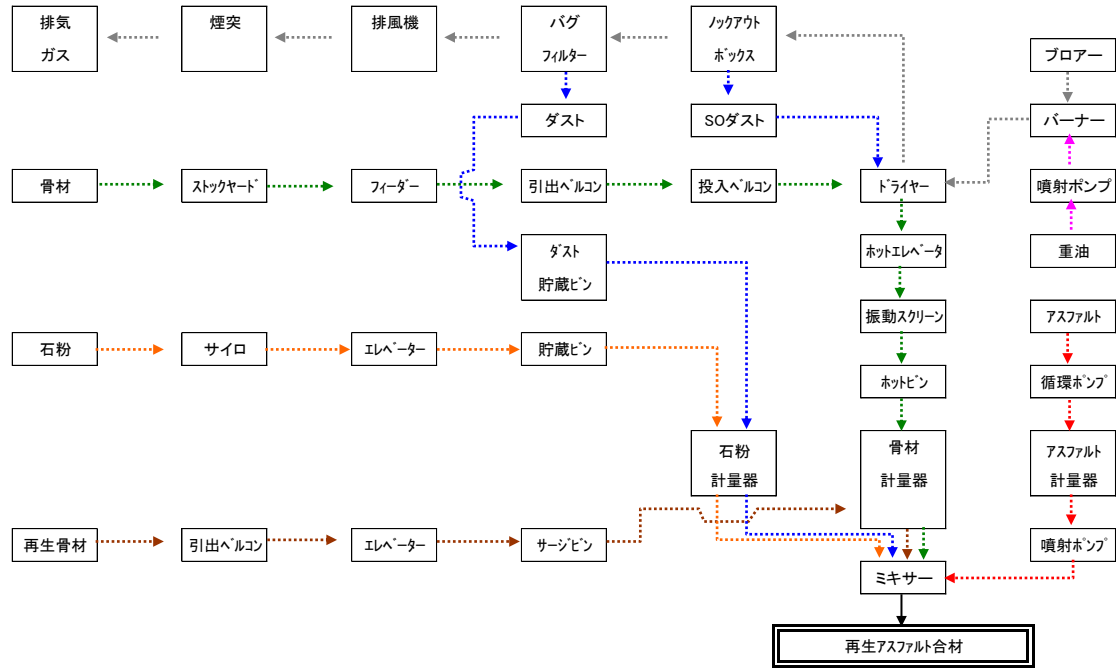 排気
ガス
煙突
排風機
バグ
フィルター
ノックアウト
ボックス
ブロアー
ダスト
SOダスト
バーナー
骨材
ストックヤード
フィーダー
引出ベルコン
投入ベルコン
ドライヤー
噴射ポンプ
ダスト
貯蔵ビン
ホットエレベータ
重油
振動スクリーン
アスファルト
石粉
サイロ
エレベーター
貯蔵ビン
ホットビン
循環ポンプ
石粉
計量器
骨材
計量器
アスファルト
計量器
再生骨材
引出ベルコン
エレベーター
サージビン
噴射ポンプ
ミキサー
再生アスファルト合材